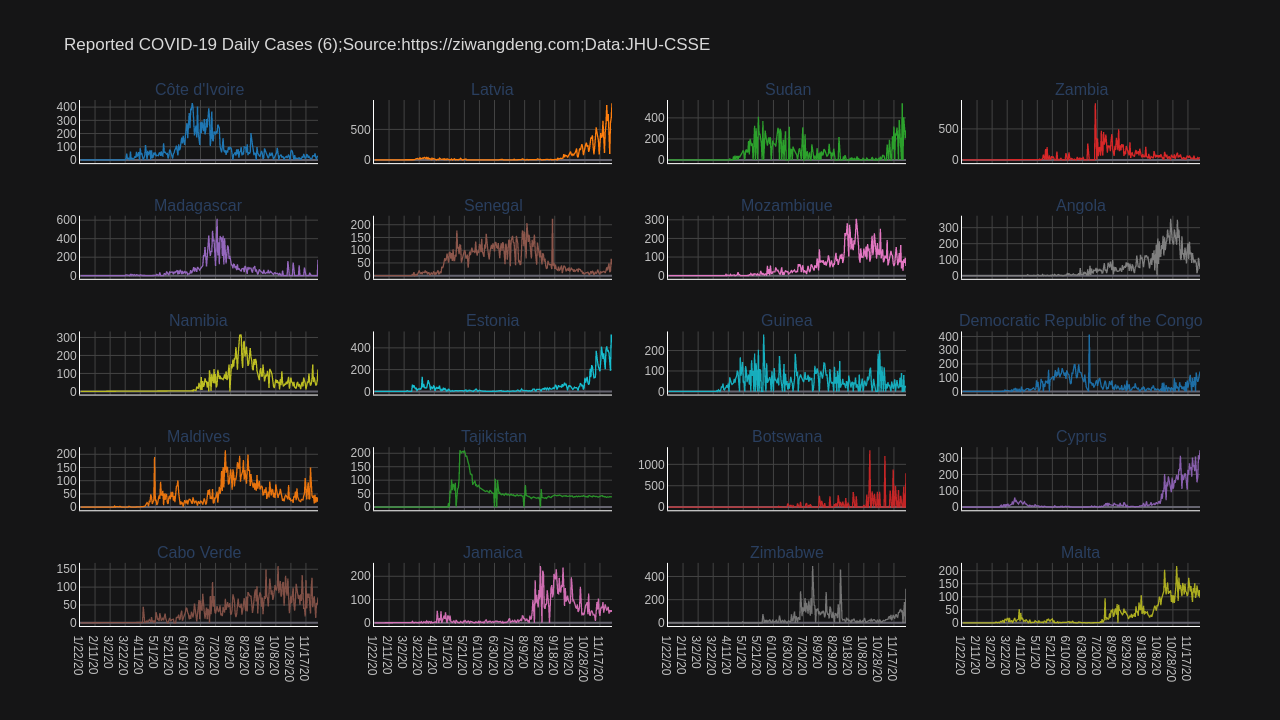 Reported COVID-19 Daily Cases (6);Source:https://ziwangdeng.com;Data:JHU-CSSE
Côte d'Ivoire Latvia Sudan Zambia
400 300 200 100 0
500 0
400 200 0
500 0
Madagascar Senegal Mozambique Angola
600 400 200 0
200 150 100 50 0
300 200 100 0
300 200 100 0
Namibia Estonia Guinea Democratic Republic of the Congo
300 200 100 0
400 200 0
200 100 0
400 300 200 100 0
Maldives Tajikistan Botswana Cyprus
200 150 100 50 0
200 150 100 50 0
1000 500 0
300 200 100 0
Cabo Verde Jamaica Zimbabwe Malta
150 100 50 0
200 100 0
400 200 0
200 150 100 50 0
1/22/20 2/11/20 3/2/20 3/22/20 4/11/20 5/1/20 5/21/20 6/10/20 6/30/20 7/20/20 8/9/20 8/29/20 9/18/20 10/8/20 10/28/20 11/17/20
1/22/20 2/11/20 3/2/20 3/22/20 4/11/20 5/1/20 5/21/20 6/10/20 6/30/20 7/20/20 8/9/20 8/29/20 9/18/20 10/8/20 10/28/20 11/17/20
1/22/20 2/11/20 3/2/20 3/22/20 4/11/20 5/1/20 5/21/20 6/10/20 6/30/20 7/20/20 8/9/20 8/29/20 9/18/20 10/8/20 10/28/20 11/17/20
1/22/20 2/11/20 3/2/20 3/22/20 4/11/20 5/1/20 5/21/20 6/10/20 6/30/20 7/20/20 8/9/20 8/29/20 9/18/20 10/8/20 10/28/20 11/17/20